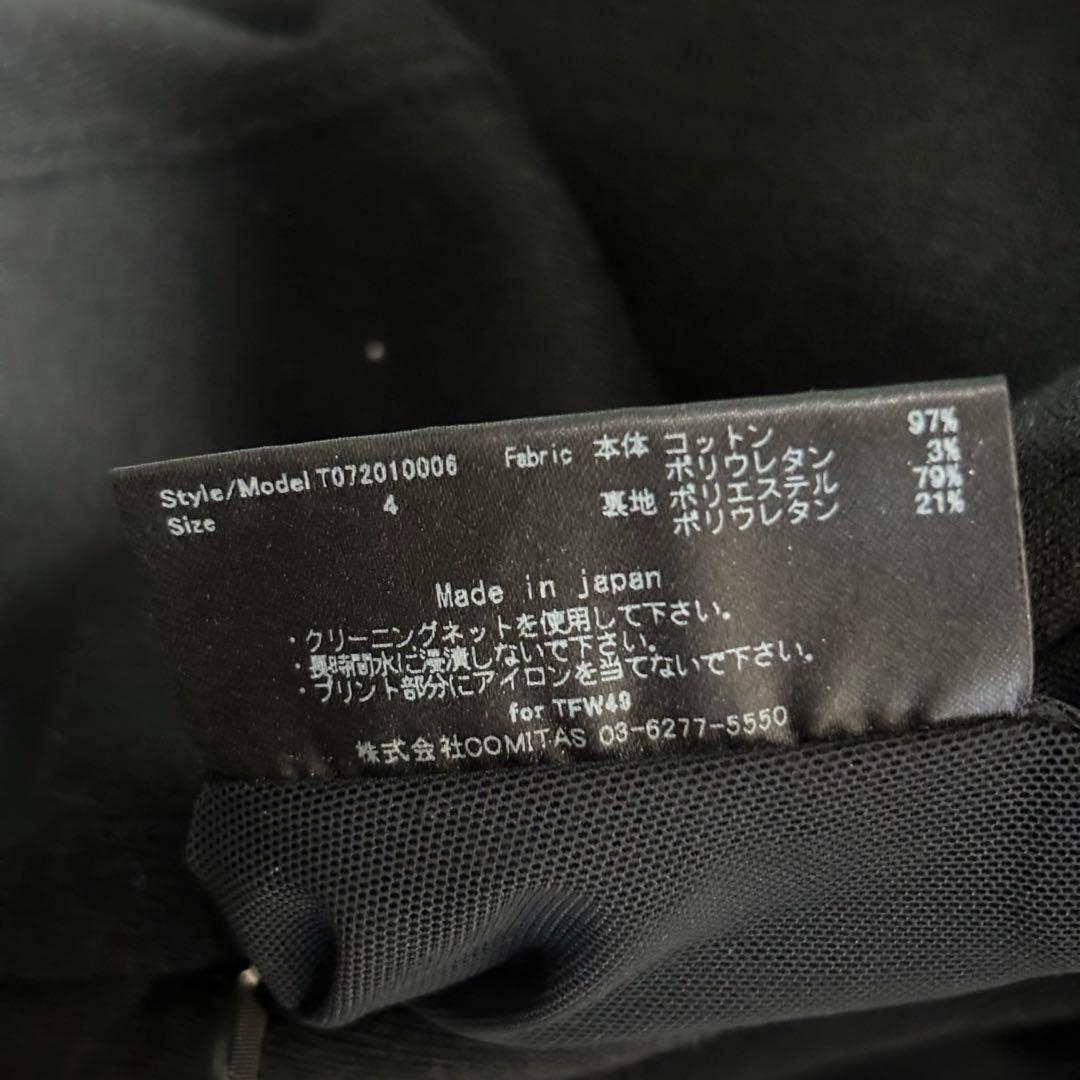 Style/Model T072010006 Fabric 本体 コットン 97%
ポリウレタン 3%
Size 4 裏地 ポリエステル 79%
ポリウレタン 21%
Made in japan
・クリーニングネットを使用して下さい。
・長時間水に浸漬しないで下さい。
・プリント部分にアイロンを当てないで下さい。
for TFW49
株式会社COMITAS 03-6277-5550